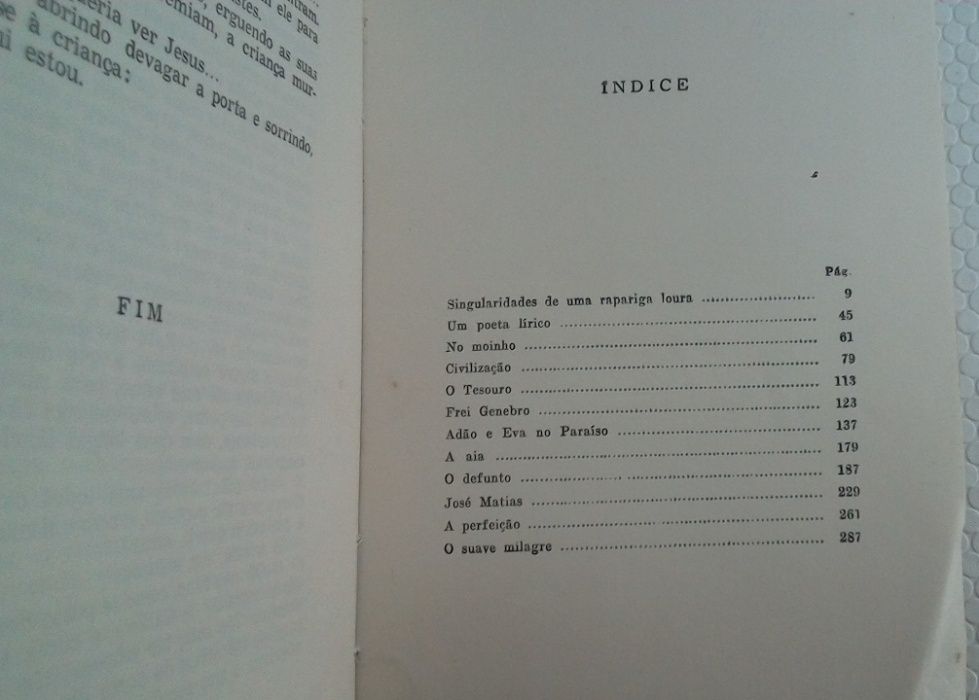 ele para
erguendo as suas
a criança mur-
ver Jesus...
abrindo devagar a porta e sorrindo,
à criança:
estou.
FIM
ÍNDICE
Pág.
Singularidades de uma rapariga loura 9
Um poeta lírico 45
No moinho 61
Civilização 79
O Tesouro 113
Frei Genebro 123
Adão e Eva no Paraíso 137
A aia 179
O defunto 187
José Matias 229
A perfeição 261
O suave milagre 287